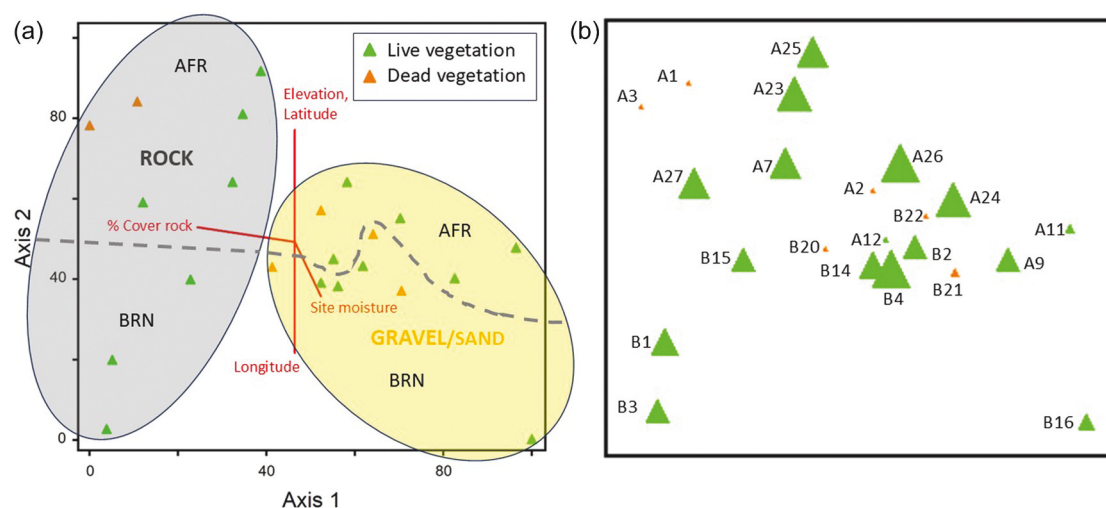 (a)
AFR
ROCK
BRN
Live vegetation
Dead vegetation
Elevation,
Latitude
% Cover rock
Site moisture
Longitude
AFR
GRAVEL/SAND
BRN
Axis 2
80
40
0
0
40
80
Axis 1
(b)
A25
A1
A3
A23
A26
A7
A27
A2
A24
B22
A11
A12
B20
B2
B15
B14
A9
B4
B21
B1
B3
B16